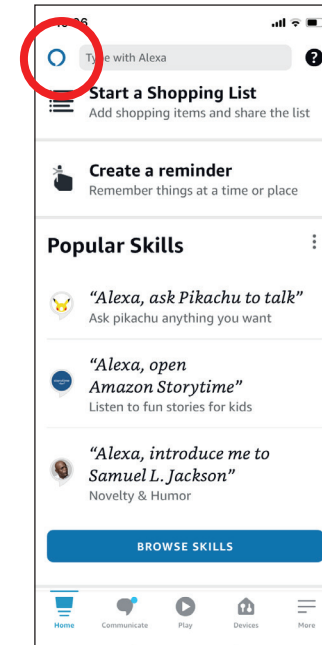 Type with Alexa
?
Start a Shopping List
Add shopping items and share the list
Create a reminder
Remember things at a time or place
Popular Skills
“Alexa, ask Pikachu to talk”
Ask pikachu anything you want
“Alexa, open
Amazon Storytime”
Listen to fun stories for kids
“Alexa, introduce me to
Samuel L. Jackson”
Novelty & Humor
BROWSE SKILLS
Home Communicate Play Devices More